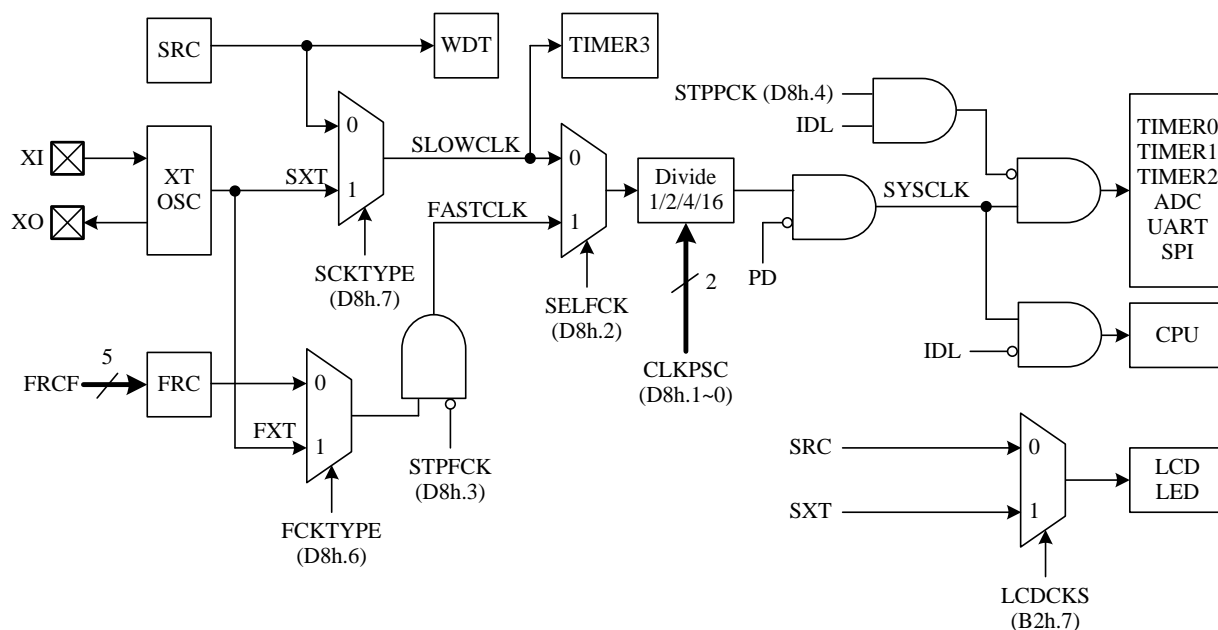 SRC
WDT
TIMER3
STPPCK (D8h.4)
IDL
TIMER0
TIMER1
TIMER2
ADC
UART
SPI
XI
XO
XT
OSC
SXT
0
1
SLOWCLK
FASTCLK
SCKTYPE
(D8h.7)
0
1
SELFCK
(D8h.2)
Divide
1/2/4/16
2
CLKPSC
(D8h.1~0)
PD
SYSCLK
IDL
CPU
FRCF
5
FRC
FXT
0
1
FCKTYPE
(D8h.6)
STPFCK
(D8h.3)
SRC
SXT
0
1
LCD
LED
LCDCKS
(B2h.7)